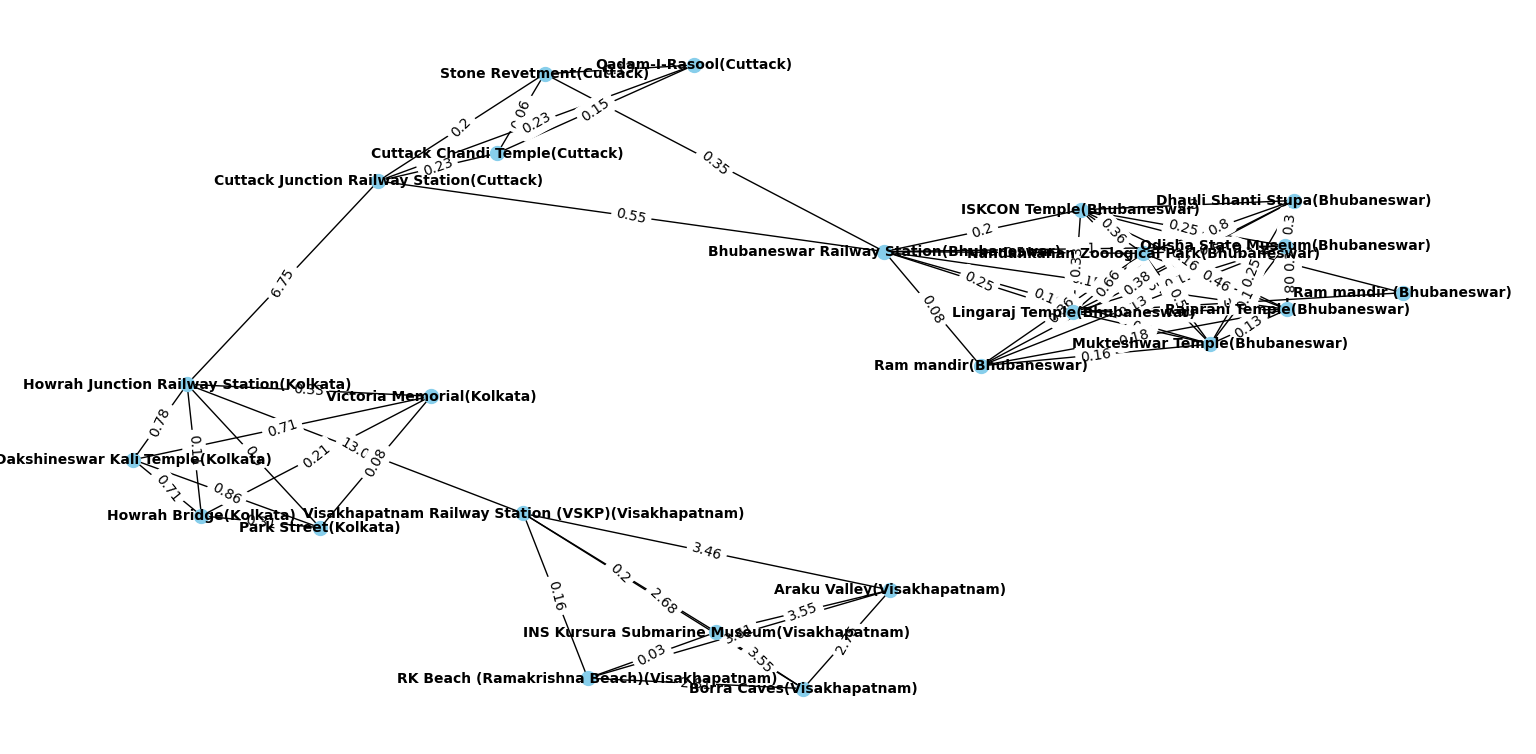 Qadam-I-Rasool(Cuttack)
Stone Revetment(Cuttack)
0.15
0.23
0.2
Cuttack Chandi Temple(Cuttack)
0.35
0.23
Cuttack Junction Railway Station(Cuttack)
0.55
Dhauli Shanti Stupa(Bhubaneswar)
ISKCON Temple(Bhubaneswar)
0.2
0.36
0.25
0.8
0.3
Odisha State Museum(Bhubaneswar)
Bhubaneswar Railway Station(Bhubaneswar)
Nandankanan Zoological Park(Bhubaneswar)
0.25
0.66
0.38
0.46
0.25
Ram mandir (Bhubaneswar)
0.08
Lingaraj Temple(Bhubaneswar)
Rajarani Temple(Bhubaneswar)
0.13
0.13
0.18
Mukteshwar Temple(Bhubaneswar)
0.16
Ram mandir(Bhubaneswar)
6.75
Howrah Junction Railway Station(Kolkata)
Victoria Memorial(Kolkata)
0.78
0.71
0.21
0.08
Dakshineswar Kali Temple(Kolkata)
0.71
0.86
Howrah Bridge(Kolkata)
Park Street(Kolkata)
Visakhapatnam Railway Station (VSKP)(Visakhapatnam)
3.46
0.2
2.68
0.16
Araku Valley(Visakhapatnam)
3.55
INS Kursura Submarine Museum(Visakhapatnam)
0.03
3.55
RK Beach (Ramakrishna Beach)(Visakhapatnam)
Borra Caves(Visakhapatnam)